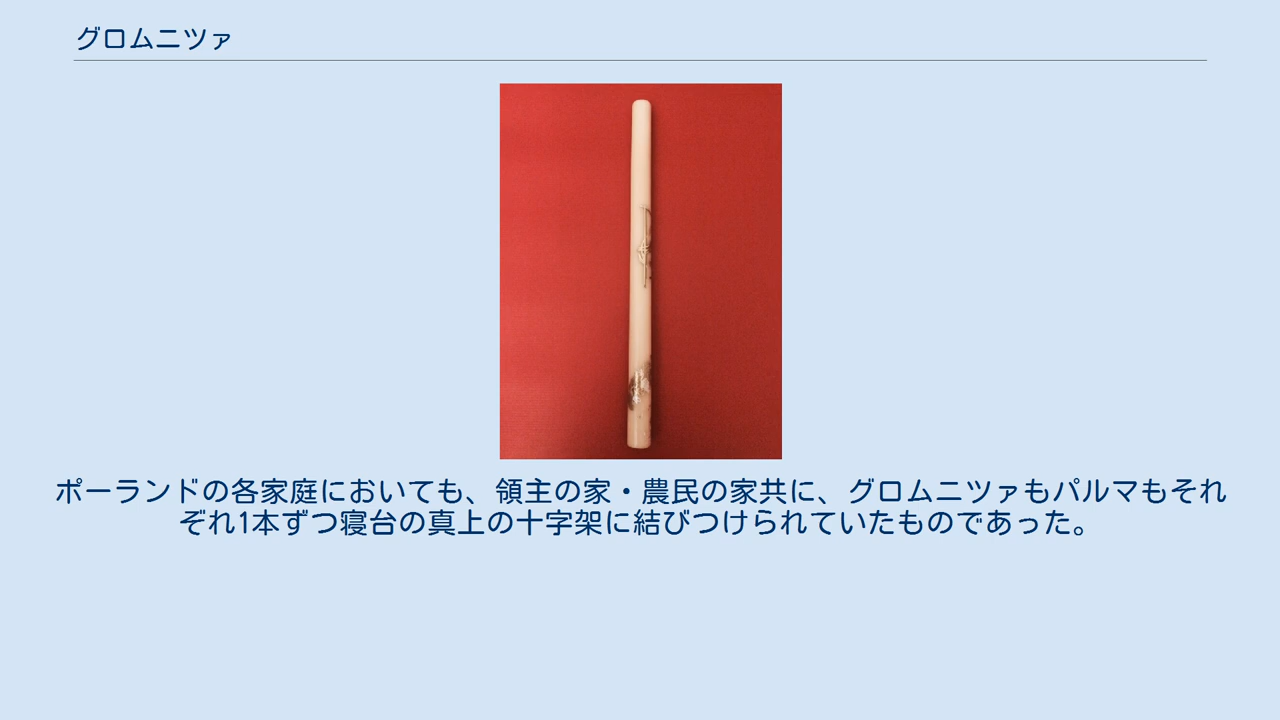 グロムニツァ
ポーランドの各家庭においても、領主の家・農民の家共に、グロムニツァもパルマもそれ
ぞれ1本ずつ寝台の真上の十字架に結びつけられていたものであった。